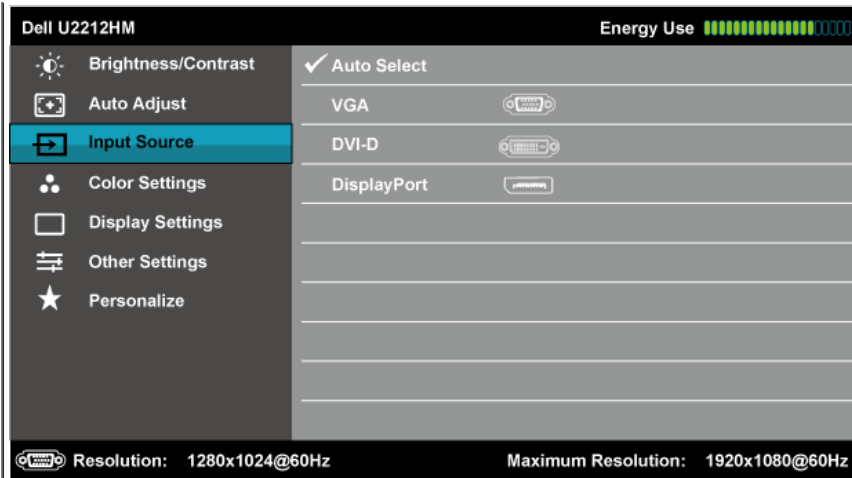 Dell U2212HM Energy Use
Brightness/Contrast Auto Select
Auto Adjust VGA
Input Source DVI-D
Color Settings DisplayPort
Display Settings
Other Settings
Personalize
Resolution: 1280x1024@60Hz Maximum Resolution: 1920x1080@60Hz